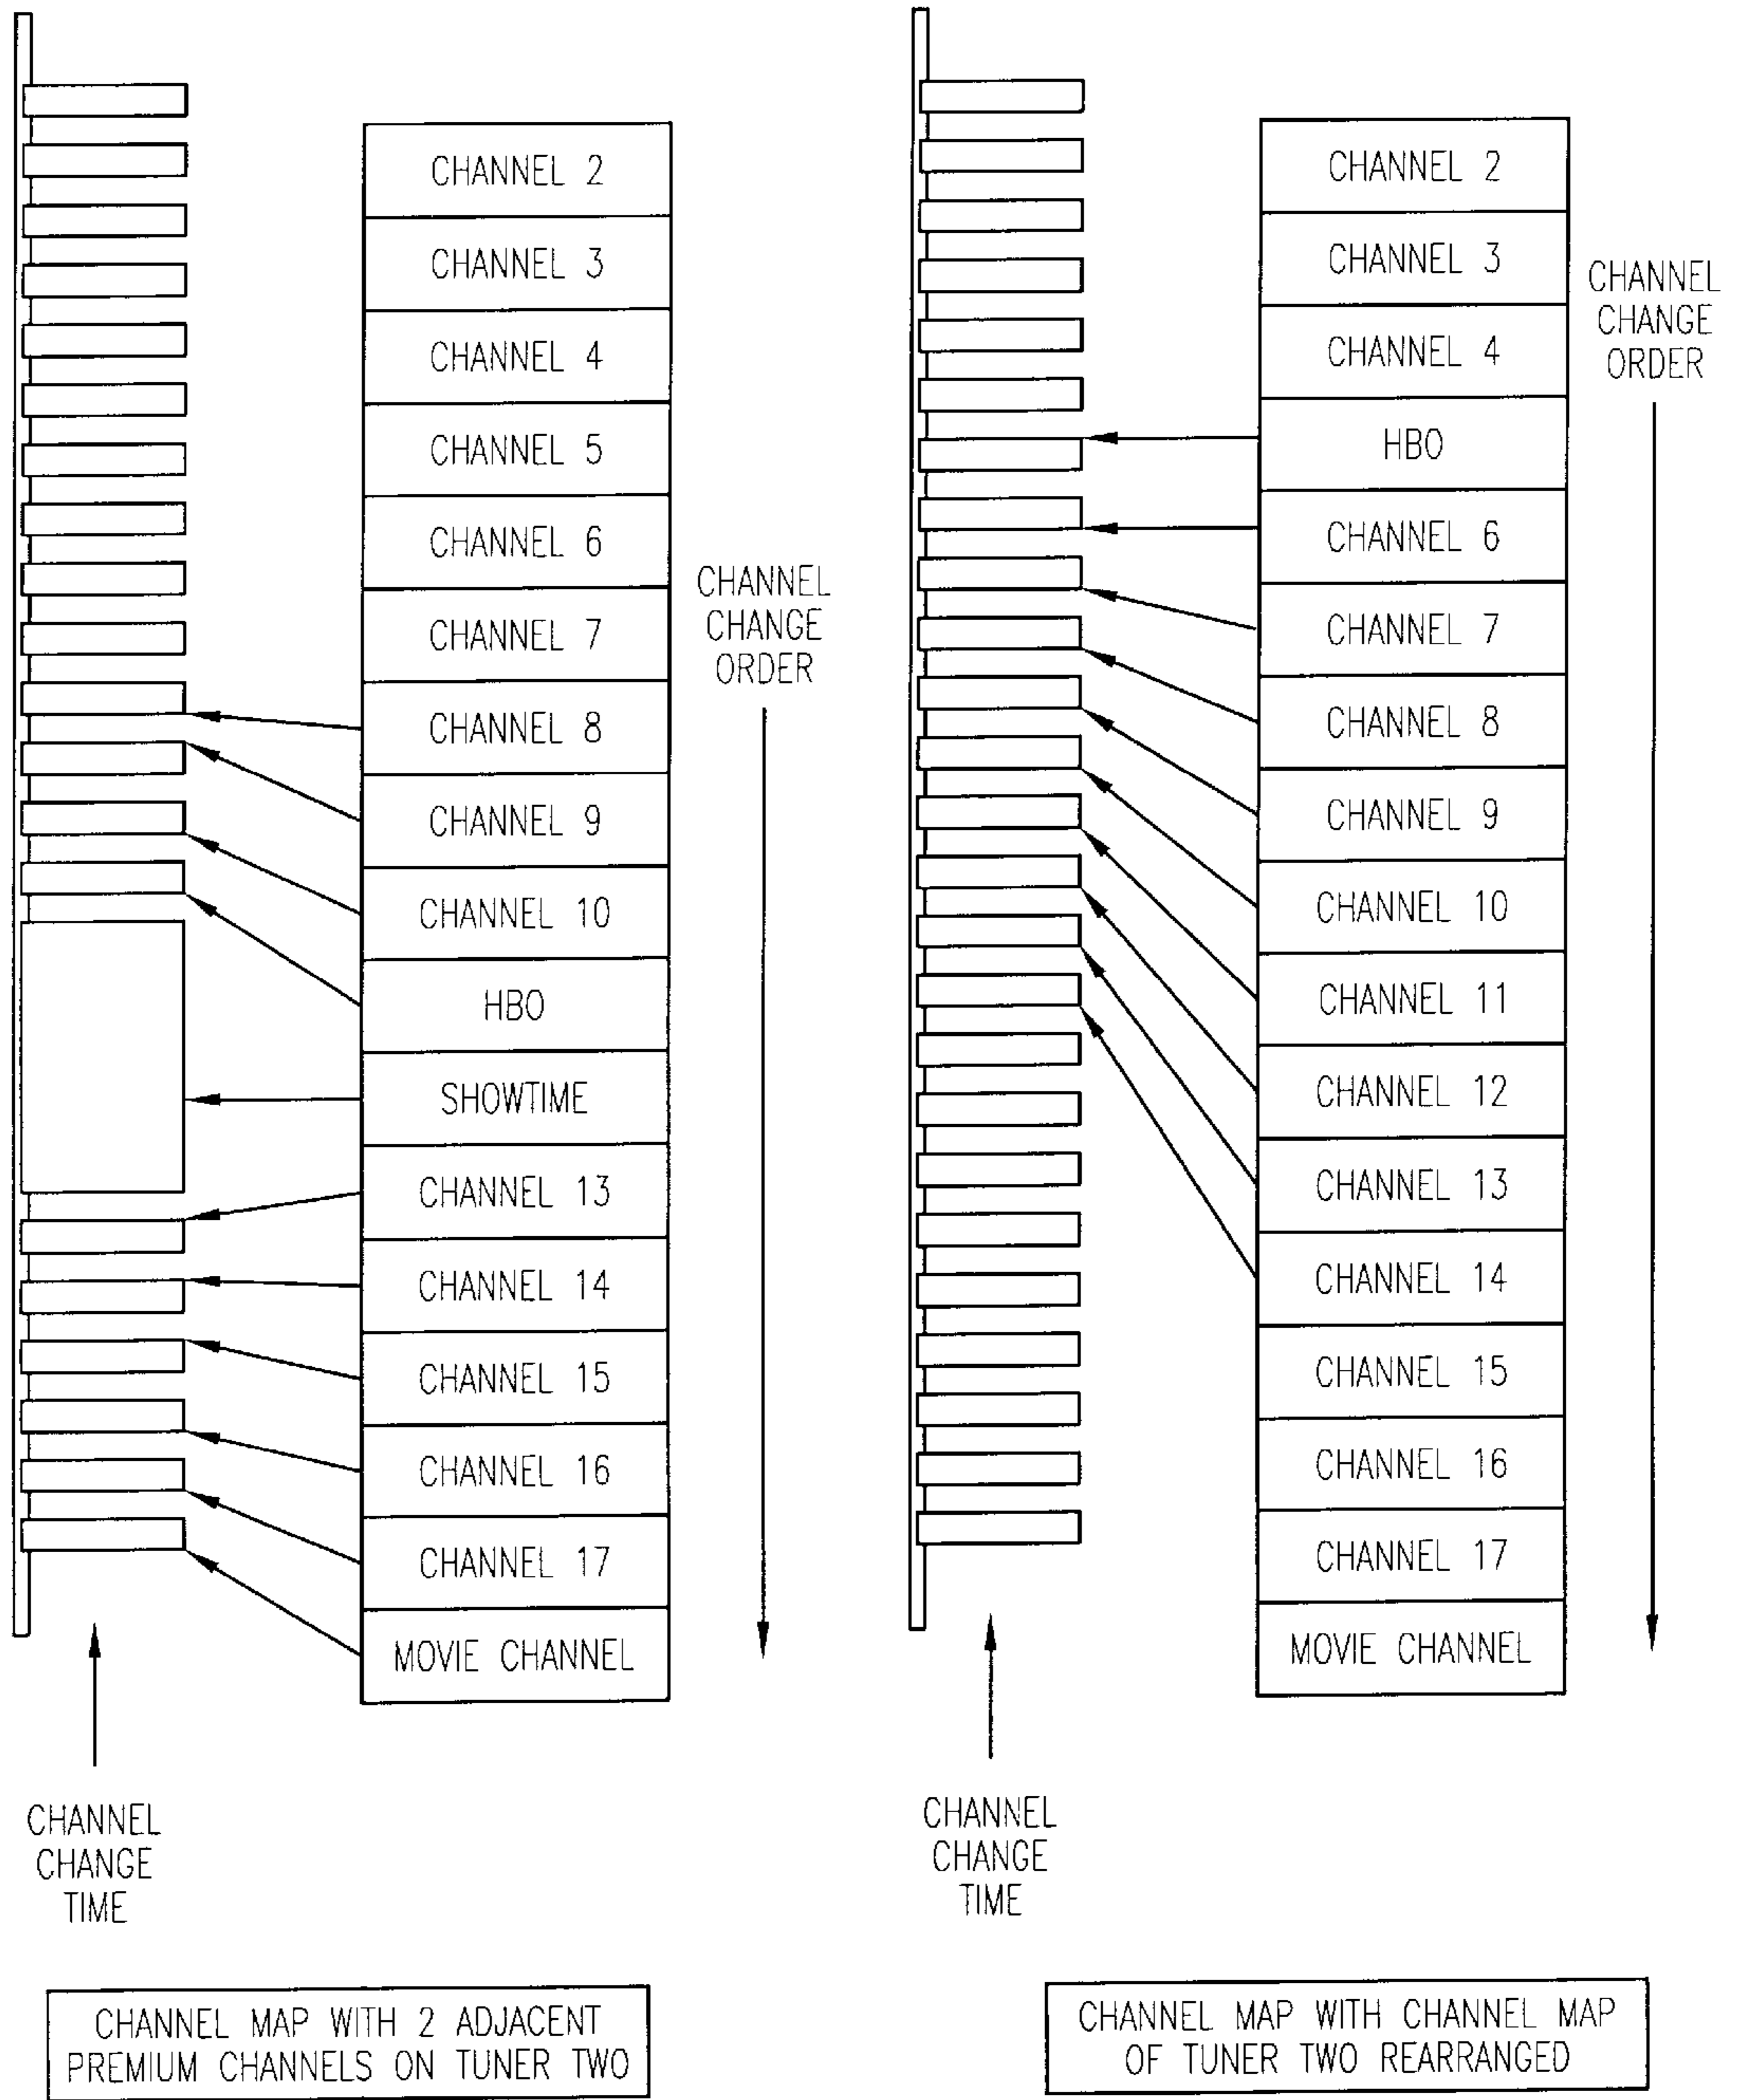 CHANNEL 2
CHANNEL 3
CHANNEL 4
CHANNEL 5
CHANNEL 6
CHANNEL 7
CHANNEL 8
CHANNEL 9
CHANNEL 10
HBO
SHOWTIME
CHANNEL 13
CHANNEL 14
CHANNEL 15
CHANNEL 16
CHANNEL 17
MOVIE CHANNEL
CHANNEL
CHANGE
ORDER
CHANNEL
CHANGE
TIME
CHANNEL MAP WITH 2 ADJACENT
PREMIUM CHANNELS ON TUNER TWO
CHANNEL 2
CHANNEL 3
CHANNEL 4
HBO
CHANNEL 6
CHANNEL 7
CHANNEL 8
CHANNEL 9
CHANNEL 10
CHANNEL 11
CHANNEL 12
CHANNEL 13
CHANNEL 14
CHANNEL 15
CHANNEL 16
CHANNEL 17
MOVIE CHANNEL
CHANNEL
CHANGE
ORDER
CHANNEL
CHANGE
TIME
CHANNEL MAP WITH CHANNEL MAP
OF TUNER TWO REARRANGED